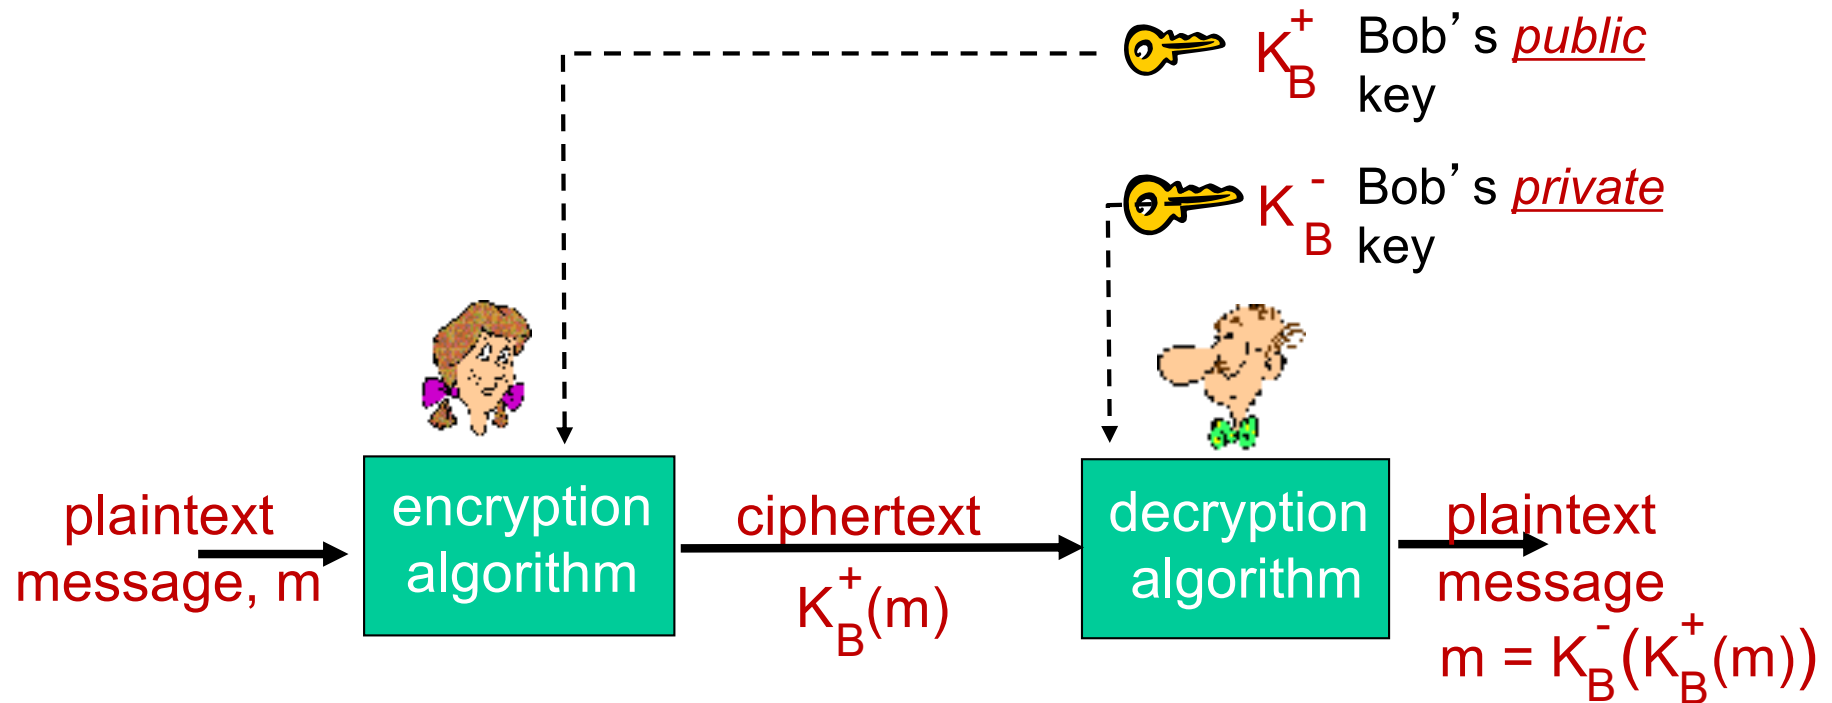 K_B^+ Bob's public
key
K_B^- Bob's private
key
plaintext
message, m
encryption
algorithm
ciphertext
K_B^+(m)
decryption
algorithm
plaintext
message
m = K_B^-(K_B^+(m))